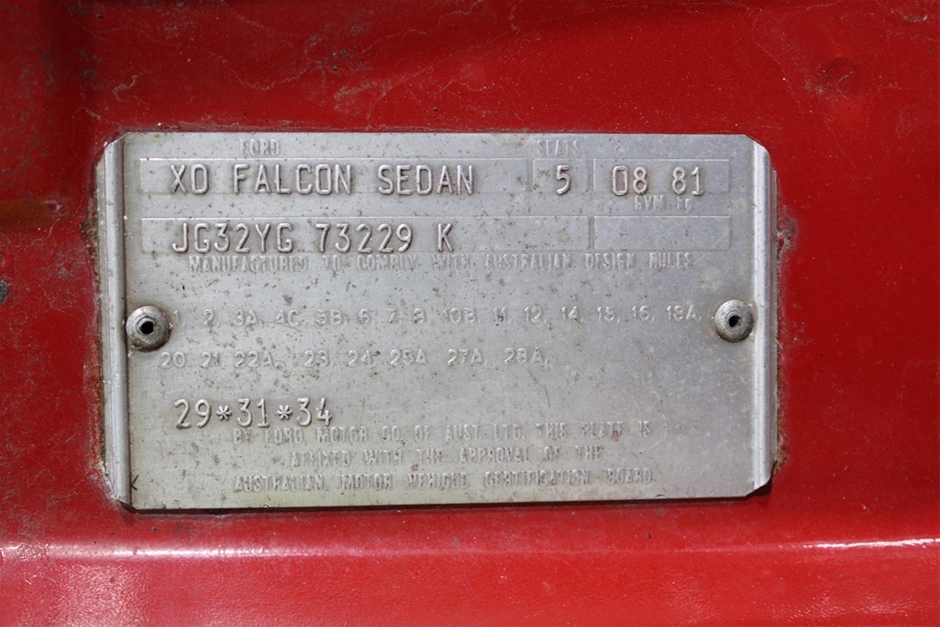 FORD SEATS
XD FALCON SEDAN 5 08 81
GVM Kg
JG32YG 73229 K
MANUFACTURED TO COMPLY WITH AUSTRALIAN DESIGN RULES
1, 2, 3A, 4C, 5B, 6, 7, 8, 10B, 11, 12, 14, 15, 16, 18A,
20, 21, 22A, 23, 24, 25A, 27A, 28A,
29*31*34
BY FORD MOTOR CO. OF AUST. LTD. THIS PLATE IS
AFFIXED WITH THE APPROVAL OF THE
AUSTRALIAN MOTOR VEHICLE CERTIFICATION BOARD